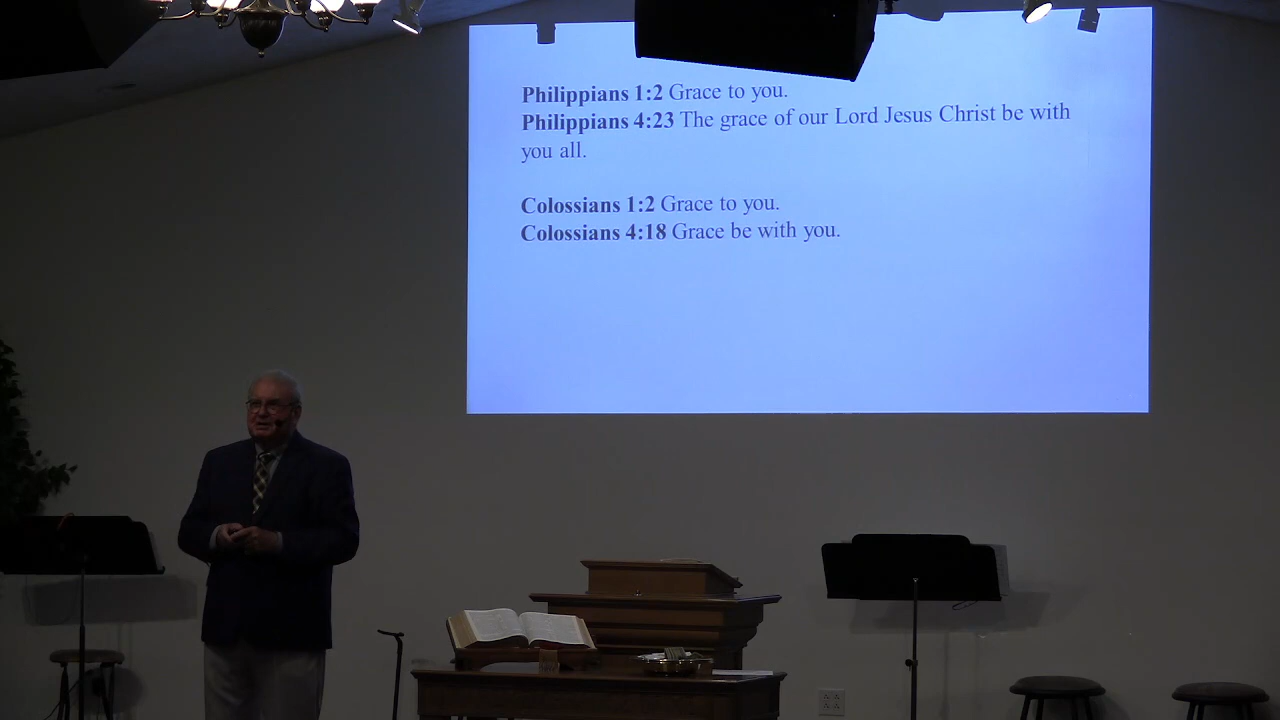 Philippians 1:2 Grace to you.
Philippians 4:23 The grace of our Lord Jesus Christ be with
you all.
Colossians 1:2 Grace to you.
Colossians 4:18 Grace be with you.